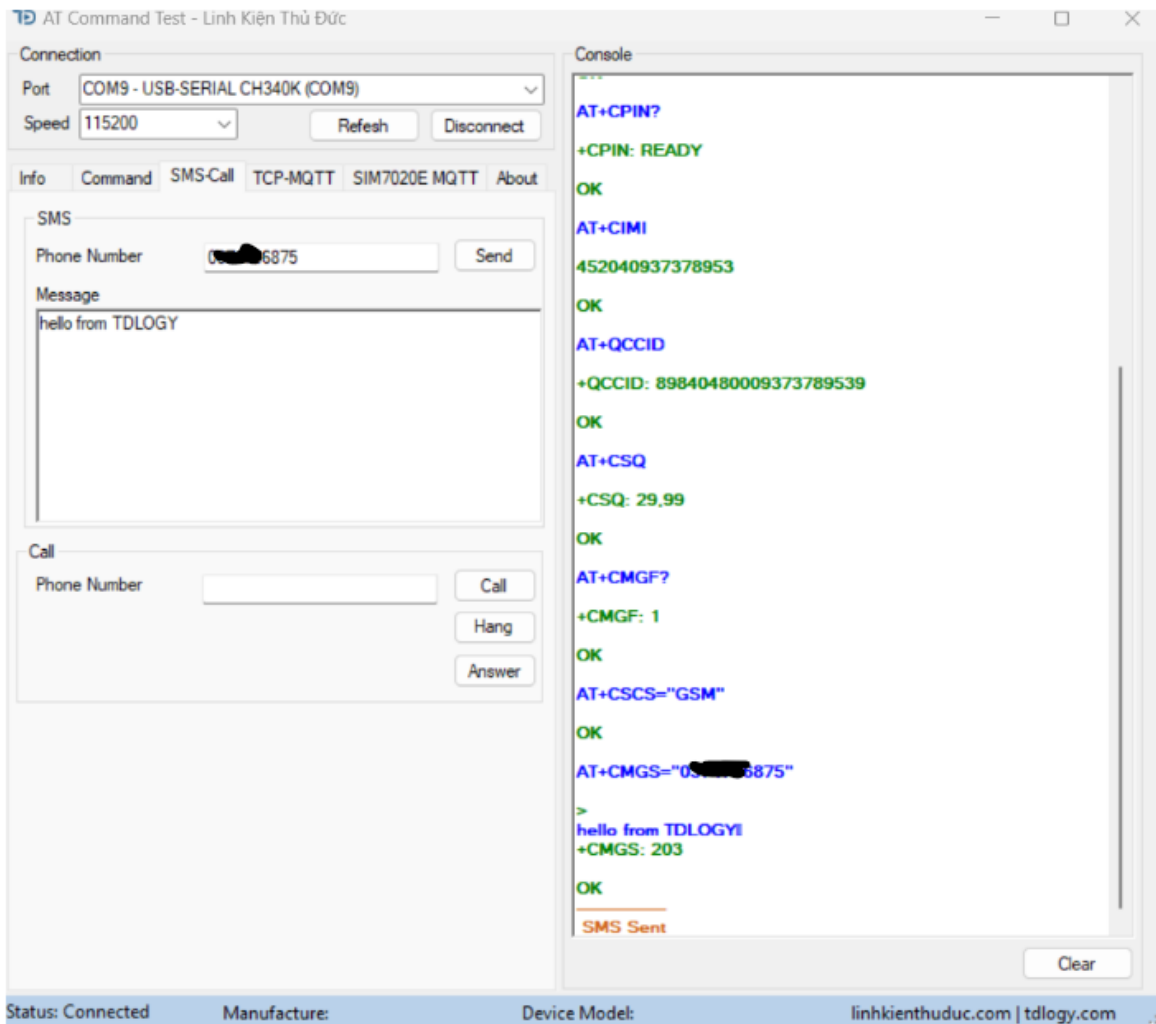 AT Command Test - Linh Kiện Thủ Đức
Connection
Port COM9 - USB-SERIAL CH340K (COM9)
Speed 115200 Refesh Disconnect
Info Command SMS-Call TCP-MQTT SIM7020E MQTT About
SMS
Phone Number 6875 Send
Message
hello from TDLOGY
Call
Phone Number Call
Hang
Answer
Console
AT+CPIN?
+CPIN: READY
OK
AT+CIMI
452040937378953
OK
AT+QCCID
+QCCID: 89840480009373789539
OK
AT+CSQ
+CSQ: 29,99
OK
AT+CMGF?
+CMGF: 1
OK
AT+CSCS="GSM"
OK
AT+CMGS="0 6875"
>
hello from TDLOGY
+CMGS: 203
OK
SMS Sent
Clear
Status: Connected Manufacture: Device Model: linhkienthuduc.com | tdlogy.com